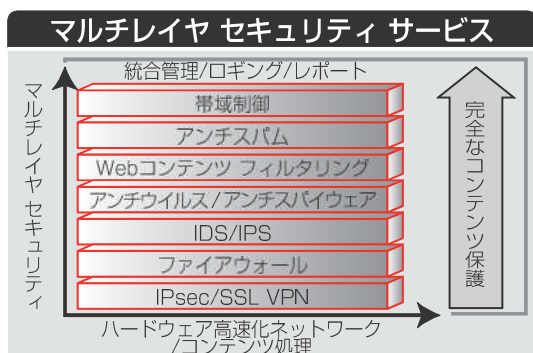 マルチレイヤ セキュリティ サービス
統合管理/ロギング/レポート
マルチレイヤ セキュリティ
帯域制御
アンチスパム
Webコンテンツ フィルタリング
アンチウイルス/アンチスパイウェア
IDS/IPS
ファイアウォール
IPsec/SSL VPN
完全なコンテンツ保護
ハードウェア高速化ネットワーク
/コンテンツ処理